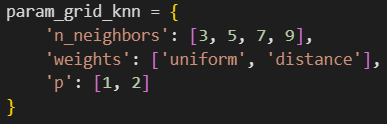 param_grid_knn = {
    'n_neighbors': [3, 5, 7, 9],
    'weights': ['uniform', 'distance'],
    'p': [1, 2]
}